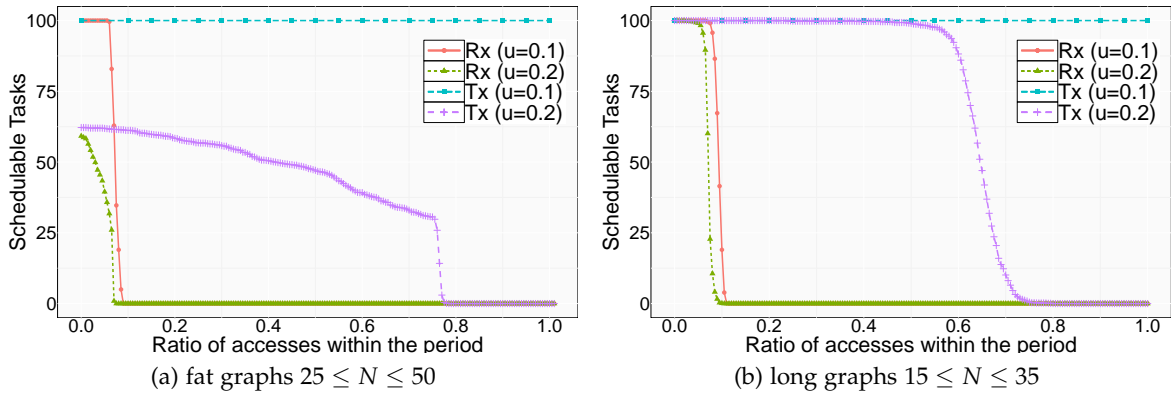 100
75
50
25
0
Schedulable Tasks
Rx (u=0.1)
Rx (u=0.2)
Tx (u=0.1)
Tx (u=0.2)
0.0 0.2 0.4 0.6 0.8 1.0
Ratio of accesses within the period
(a) fat graphs 25 ≤ N ≤ 50
100
75
50
25
0
Schedulable Tasks
Rx (u=0.1)
Rx (u=0.2)
Tx (u=0.1)
Tx (u=0.2)
0.0 0.2 0.4 0.6 0.8 1.0
Ratio of accesses within the period
(b) long graphs 15 ≤ N ≤ 35